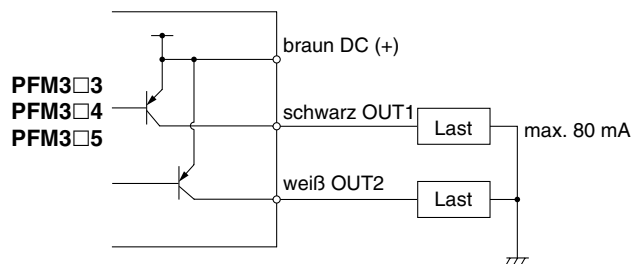 braun DC (+)
PFM3□3
PFM3□4
PFM3□5
schwarz OUT1
Last
max. 80 mA
weiß OUT2
Last